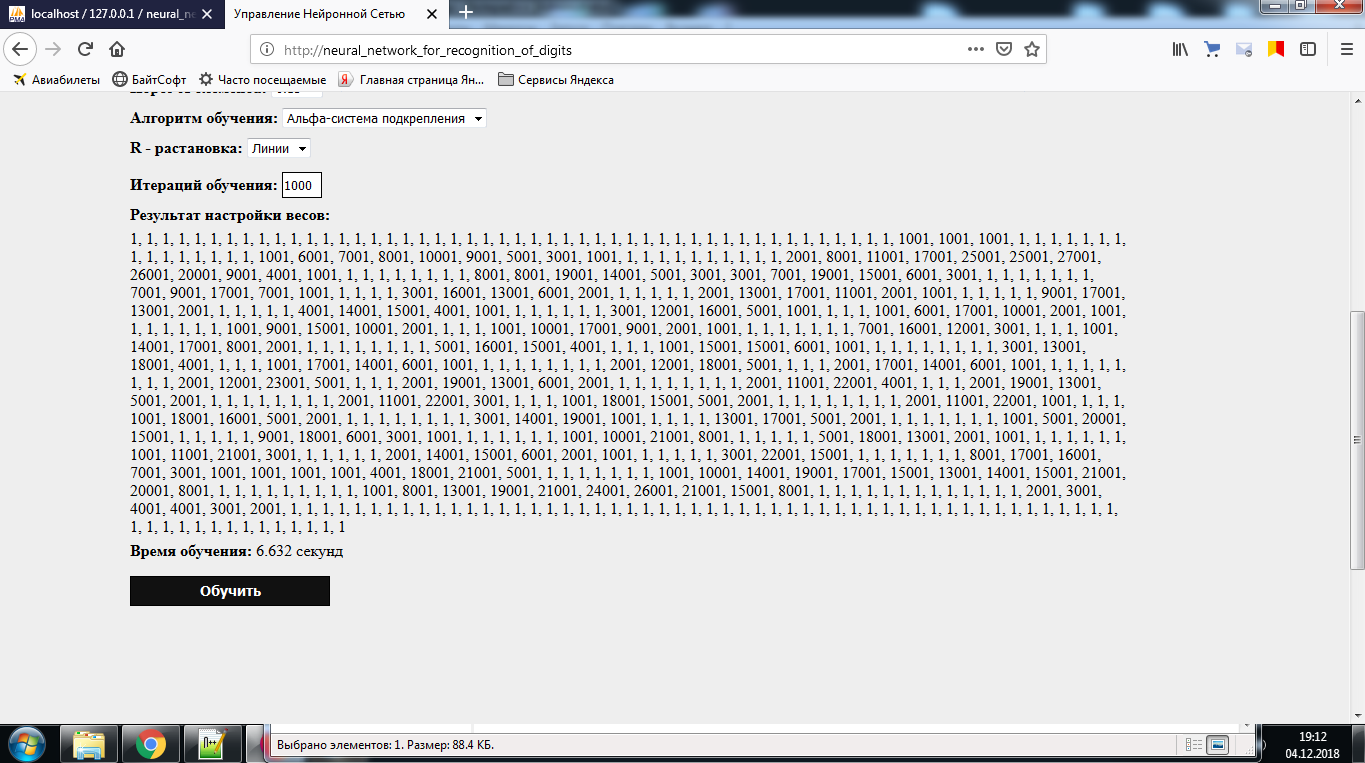 localhost / 127.0.0.1 / neural_ne
Управление Нейронной Сетью
http://neural_network_for_recognition_of_digits
Авиабилеты БайтСофт Часто посещаемые Главная страница Ян... Сервисы Яндекса
Алгоритм обучения: Альфа-система подкрепления
R - растановка: Линии
Итераций обучения: 1000
Результат настройки весов:
1, 1, 1, 1, 1, 1, 1, 1, 1, 1, 1, 1, 1, 1, 1, 1, 1, 1, 1, 1, 1, 1, 1, 1, 1, 1, 1, 1, 1, 1, 1, 1, 1, 1, 1, 1, 1, 1, 1, 1, 1, 1, 1, 1, 1, 1, 1, 1, 1001, 1001, 1001, 1, 1, 1, 1, 1, 1, 1,
1, 1, 1, 1, 1, 1, 1, 1, 1001, 6001, 7001, 8001, 10001, 9001, 5001, 3001, 1001, 1, 1, 1, 1, 1, 1, 1, 1, 1, 1, 2001, 8001, 11001, 17001, 25001, 25001, 27001,
26001, 20001, 9001, 4001, 1001, 1, 1, 1, 1, 1, 1, 1, 1, 8001, 8001, 19001, 14001, 5001, 3001, 3001, 7001, 19001, 15001, 6001, 3001, 1, 1, 1, 1, 1, 1, 1,
7001, 9001, 17001, 7001, 1001, 1, 1, 1, 1, 3001, 16001, 13001, 6001, 2001, 1, 1, 1, 1, 1, 2001, 13001, 17001, 11001, 2001, 1001, 1, 1, 1, 1, 1, 9001, 17001,
13001, 2001, 1, 1, 1, 1, 1, 4001, 14001, 15001, 4001, 1001, 1, 1, 1, 1, 1, 1, 3001, 12001, 16001, 5001, 1001, 1, 1, 1, 1001, 6001, 17001, 10001, 2001, 1001,
1, 1, 1, 1, 1, 1, 1001, 9001, 15001, 10001, 2001, 1, 1, 1, 1001, 10001, 17001, 9001, 2001, 1001, 1, 1, 1, 1, 1, 1, 1, 7001, 16001, 12001, 3001, 1, 1, 1, 1001,
14001, 17001, 8001, 2001, 1, 1, 1, 1, 1, 1, 1, 1, 5001, 16001, 15001, 4001, 1, 1, 1, 1001, 15001, 15001, 6001, 1001, 1, 1, 1, 1, 1, 1, 1, 1, 3001, 13001,
18001, 4001, 1, 1, 1, 1001, 17001, 14001, 6001, 1001, 1, 1, 1, 1, 1, 1, 1, 1, 2001, 12001, 18001, 5001, 1, 1, 1, 2001, 17001, 14001, 6001, 1001, 1, 1, 1, 1, 1,
1, 1, 1, 2001, 12001, 23001, 5001, 1, 1, 1, 2001, 19001, 13001, 6001, 2001, 1, 1, 1, 1, 1, 1, 1, 1, 2001, 11001, 22001, 4001, 1, 1, 1, 2001, 19001, 13001,
5001, 2001, 1, 1, 1, 1, 1, 1, 1, 1, 2001, 11001, 22001, 3001, 1, 1, 1, 1001, 18001, 15001, 5001, 2001, 1, 1, 1, 1, 1, 1, 1, 1, 2001, 11001, 22001, 1001, 1, 1, 1,
1001, 18001, 16001, 5001, 2001, 1, 1, 1, 1, 1, 1, 1, 1, 3001, 14001, 19001, 1001, 1, 1, 1, 1, 13001, 17001, 5001, 2001, 1, 1, 1, 1, 1, 1, 1, 1001, 5001, 20001,
15001, 1, 1, 1, 1, 1, 9001, 18001, 6001, 3001, 1001, 1, 1, 1, 1, 1, 1, 1001, 10001, 21001, 8001, 1, 1, 1, 1, 1, 5001, 18001, 13001, 2001, 1001, 1, 1, 1, 1, 1, 1,
1001, 11001, 21001, 3001, 1, 1, 1, 1, 1, 2001, 14001, 15001, 6001, 2001, 1001, 1, 1, 1, 1, 1, 3001, 22001, 15001, 1, 1, 1, 1, 1, 1, 1, 8001, 17001, 16001,
7001, 3001, 1001, 1001, 1001, 1001, 4001, 18001, 21001, 5001, 1, 1, 1, 1, 1, 1, 1, 1001, 10001, 14001, 19001, 17001, 15001, 13001, 14001, 15001, 21001,
20001, 8001, 1, 1, 1, 1, 1, 1, 1, 1, 1, 1001, 8001, 13001, 19001, 21001, 24001, 26001, 21001, 15001, 8001, 1, 1, 1, 1, 1, 1, 1, 1, 1, 1, 1, 1, 1, 2001, 3001,
4001, 4001, 3001, 2001, 1, 1, 1, 1, 1, 1, 1, 1, 1, 1, 1, 1, 1, 1, 1, 1, 1, 1, 1, 1, 1, 1, 1, 1, 1, 1, 1, 1, 1, 1, 1, 1, 1, 1, 1, 1, 1, 1, 1, 1, 1, 1, 1, 1, 1, 1, 1, 1, 1, 1, 1, 1,
1, 1, 1, 1, 1, 1, 1, 1, 1, 1, 1, 1, 1, 1
Время обучения: 6.632 секунд
Обучить
Выбрано элементов: 1. Размер: 88.4 КБ.
19:12
04.12.2018